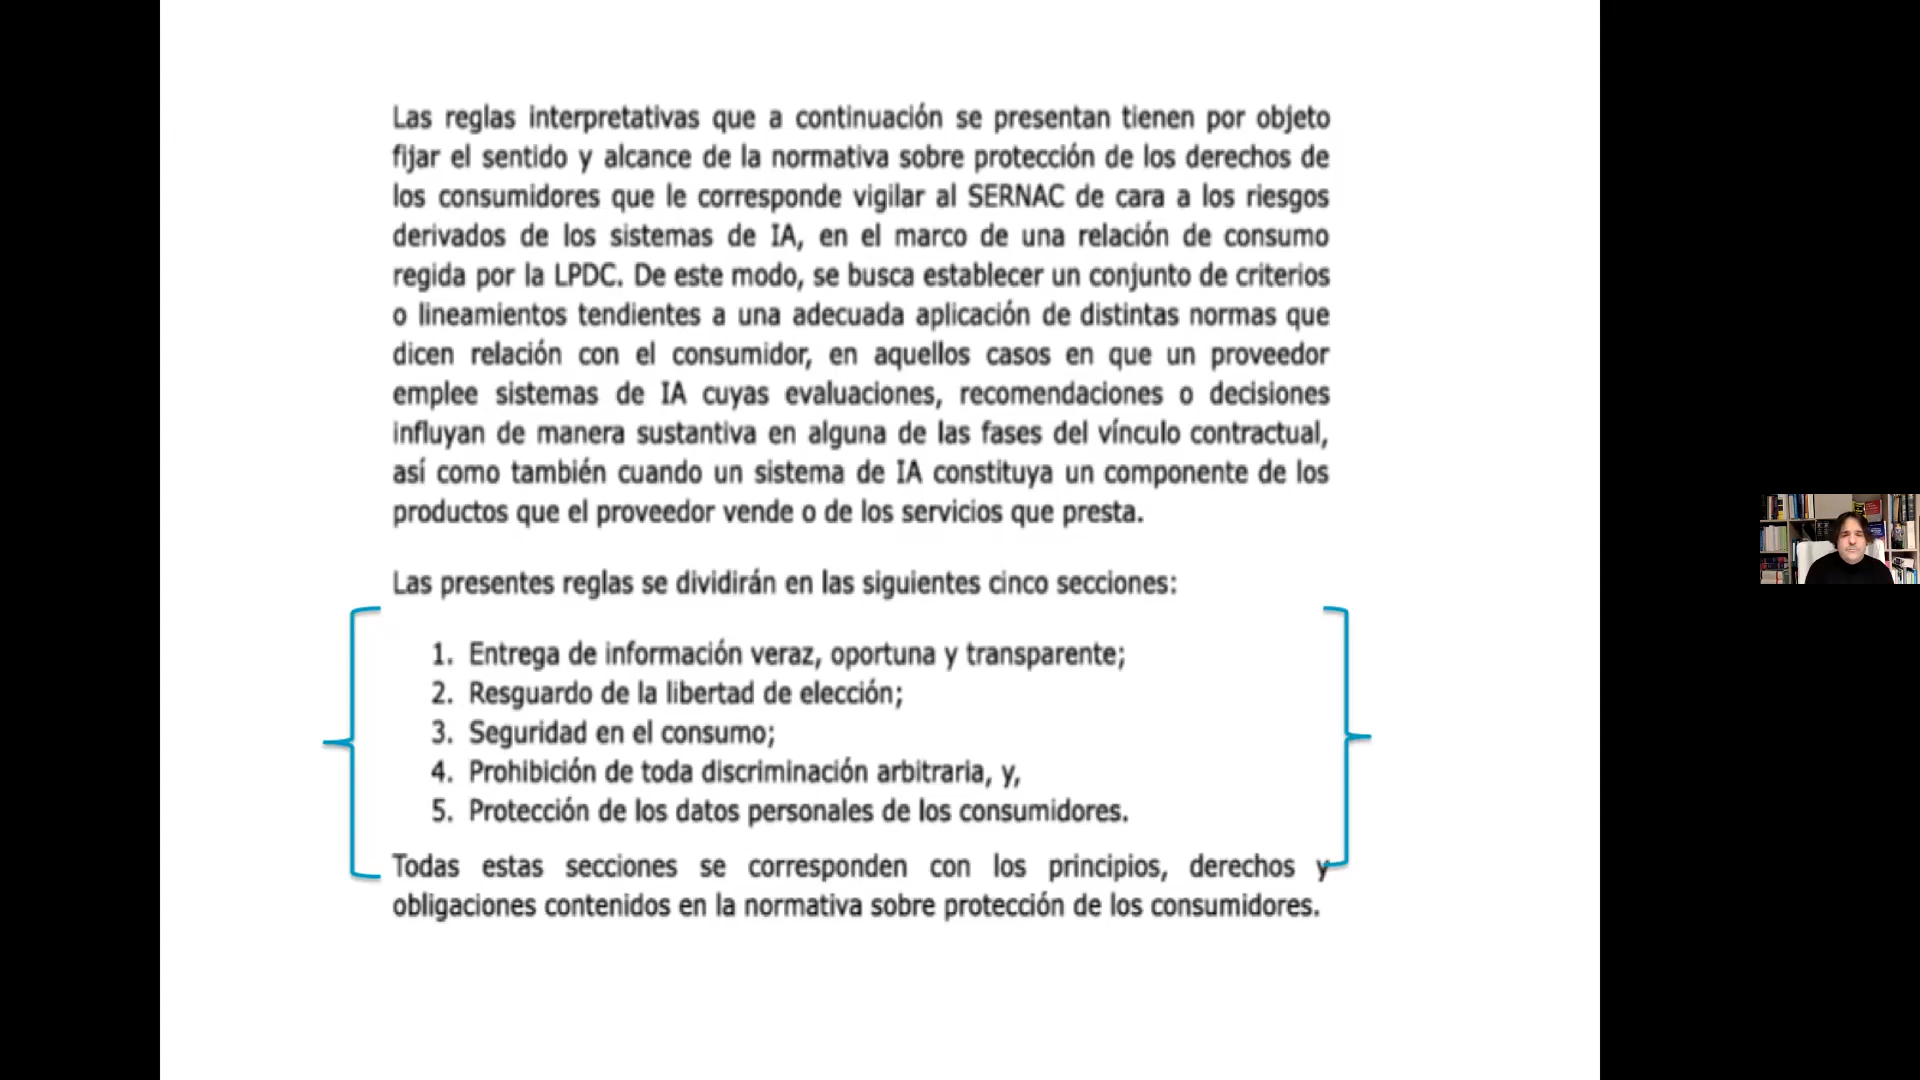 Las reglas interpretativas que a continuación se presentan tienen por objeto
fijar el sentido y alcance de la normativa sobre protección de los derechos de
los consumidores que le corresponde vigilar al SERNAC de cara a los riesgos
derivados de los sistemas de IA, en el marco de una relación de consumo
regida por la LPDC. De este modo, se busca establecer un conjunto de criterios
o lineamientos tendientes a una adecuada aplicación de distintas normas que
dicen relación con el consumidor, en aquellos casos en que un proveedor
emplee sistemas de IA cuyas evaluaciones, recomendaciones o decisiones
influyan de manera sustantiva en alguna de las fases del vínculo contractual,
así como también cuando un sistema de IA constituya un componente de los
productos que el proveedor vende o de los servicios que presta.
Las presentes reglas se dividirán en las siguientes cinco secciones:
1. Entrega de información veraz, oportuna y transparente;
2. Resguardo de la libertad de elección;
3. Seguridad en el consumo;
4. Prohibición de toda discriminación arbitraria, y,
5. Protección de los datos personales de los consumidores.
Todas estas secciones se corresponden con los principios, derechos y
obligaciones contenidos en la normativa sobre protección de los consumidores.